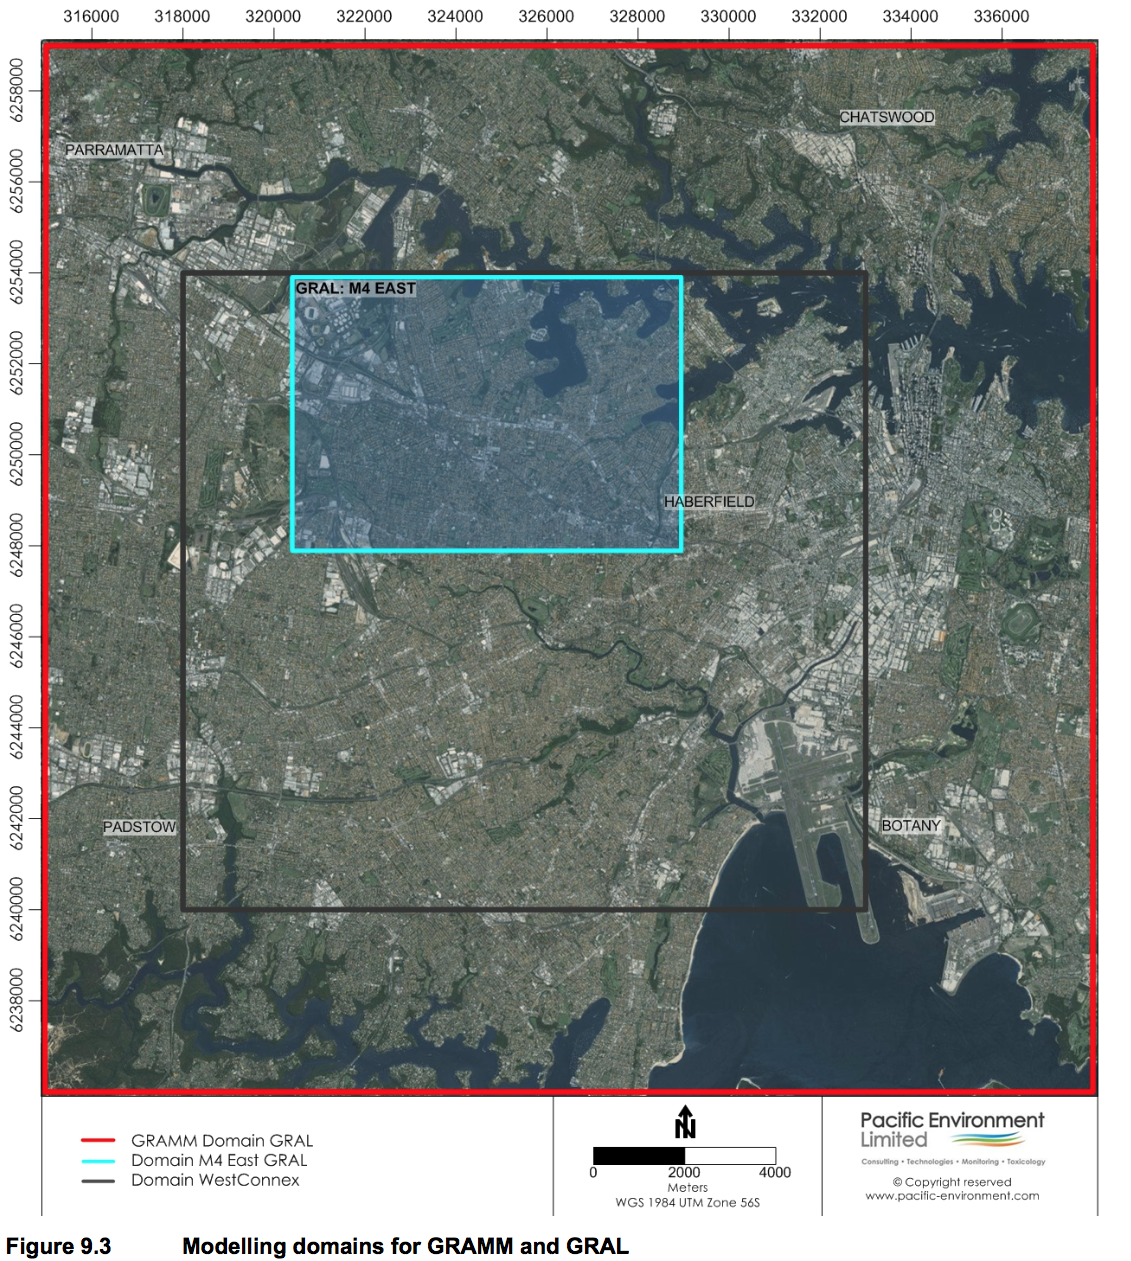 316000 318000 320000 322000 324000 326000 328000 330000 332000 334000 336000
6258000
6256000
6254000
6252000
6250000
6248000
6246000
6244000
6242000
6240000
6238000
CHATSWOOD
PARRAMATTA
GRAL: M4 EAST
HABERFIELD
PADSTOW
BOTANY
GRAMM Domain GRAL
Domain M4 East GRAL
Domain WestConnex
N
0 2000 4000
Meters
WGS 1984 UTM Zone 56S
Pacific Environment
Limited
Consulting • Technologies • Monitoring • Toxicology
© Copyright reserved
www.pacific-environment.com
Figure 9.3 Modelling domains for GRAMM and GRAL